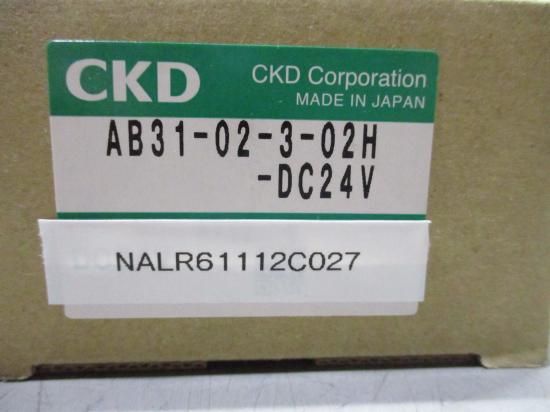 CKD
CKD Corporation
MADE IN JAPAN
AB31-02-3-02H
-DC24V
NALR61112C027